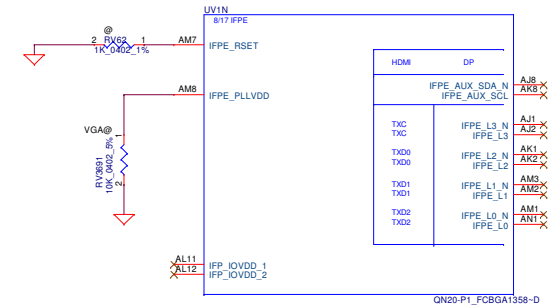 UV1N
8/17 IFPE
@
2 RV62 1 AM7 IFPE_RSET
1K_0402_1%
HDMI DP
AM8 IFPE_PLLVDD
IFPE_AUX_SDA_N AJ8
IFPE_AUX_SCL AK8
VGA@
1
RV3691
10K_0402_5%
2
TXC IFPE_L3_N AJ1
TXC IFPE_L3 AJ2
TXD0 IFPE_L2_N AK1
TXD0 IFPE_L2 AK2
TXD1 IFPE_L1_N AM3
TXD1 IFPE_L1 AM2
TXD2 IFPE_L0_N AM1
TXD2 IFPE_L0 AN1
AL11 IFP_IOVDD_1
AL12 IFP_IOVDD_2
QN20-P1_FCBGA1358~D